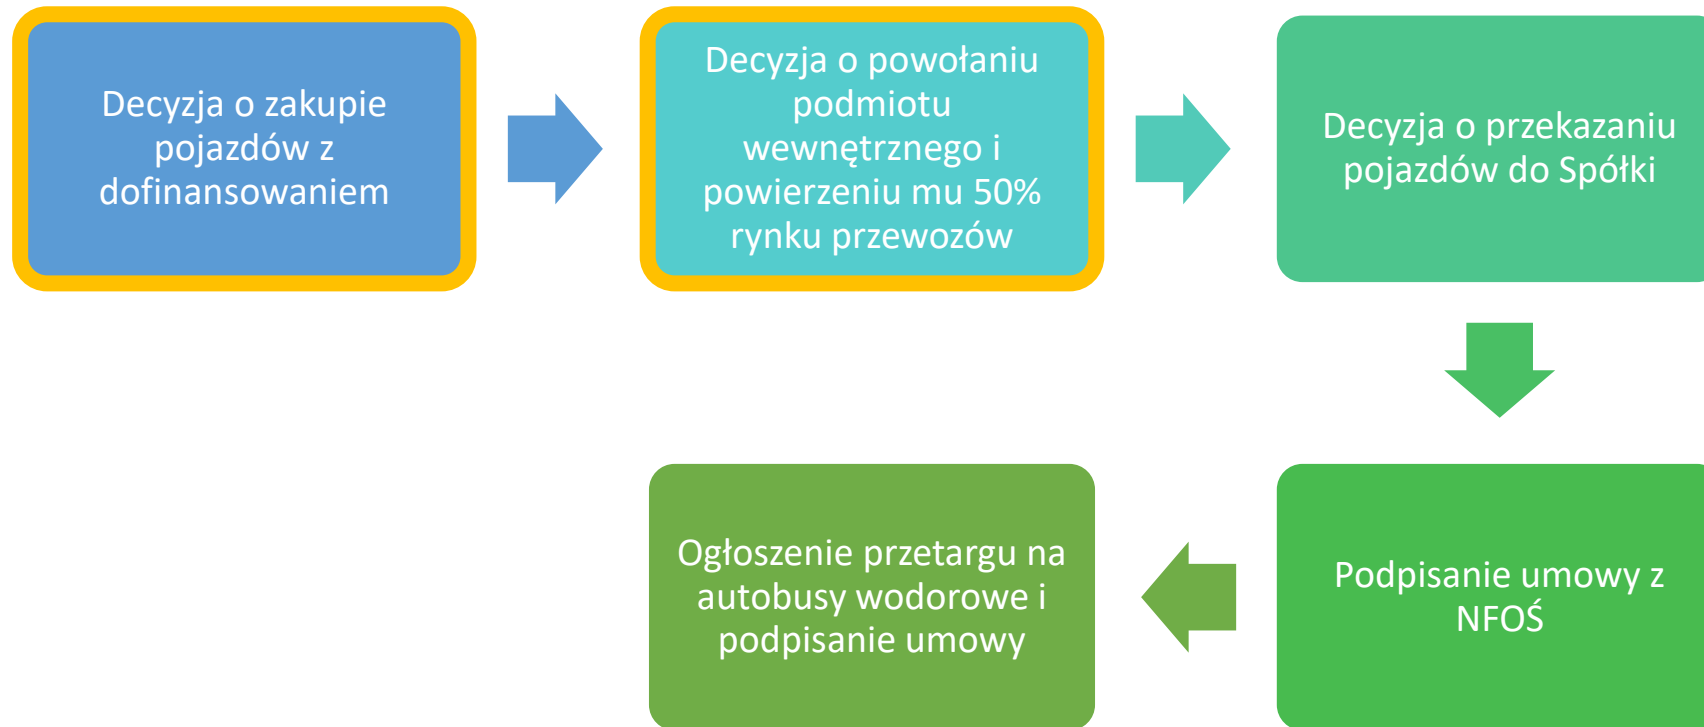 Decyzja o zakupie
pojazdów z
dofinansowaniem
Decyzja o powołaniu
podmiotu
wewnętrznego i
powierzeniu mu 50%
rynku przewozów
Decyzja o przekazaniu
pojazdów do Spółki
Podpisanie umowy z
NFOŚ
Ogłoszenie przetargu na
autobusy wodorowe i
podpisanie umowy